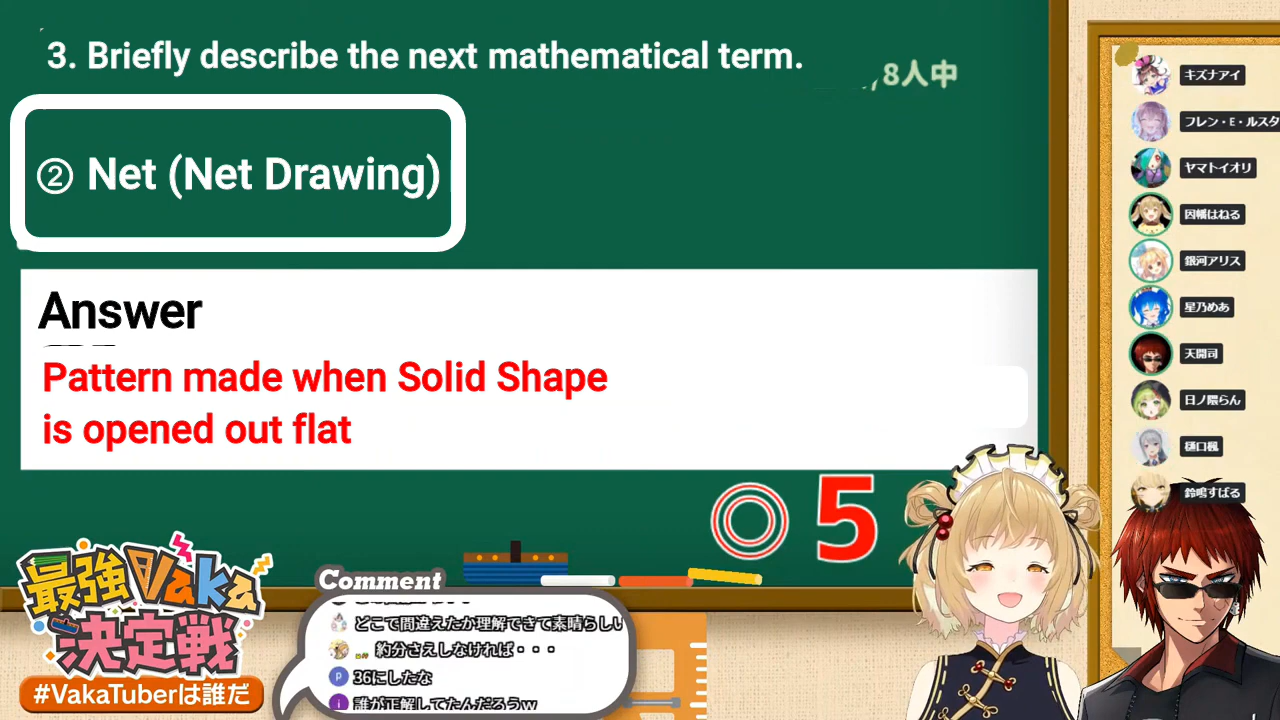 3. Briefly describe the next mathematical term.
8人中
② Net (Net Drawing)
Answer
Pattern made when Solid Shape
is opened out flat
◎ 5
キズナアイ
フレン・E・ルスタ
ヤマトイオリ
因幡はねる
銀河アリス
星乃めあ
天開司
日ノ隈らん
樋口楓
鈴鳴すばる
最強Vaka
決定戦
#VakaTuberは誰だ
Comment
どこで間違えたか理解できて素晴らしい
約分さえしなければ・・・
p 36にしたな
i 誰が正解してたんだろうw